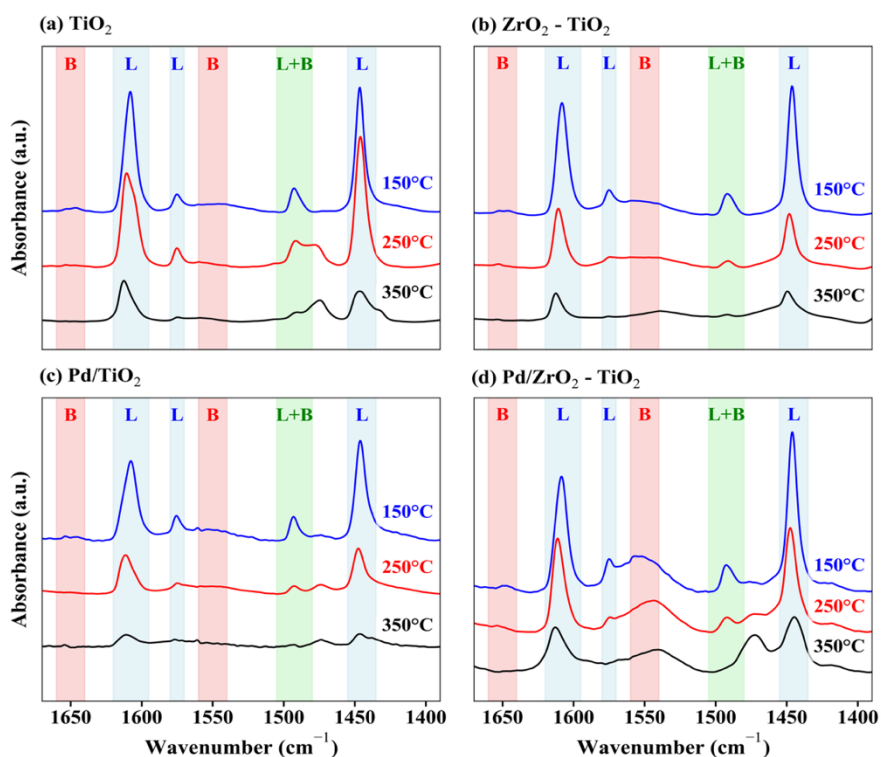 (a) TiO₂
B L L B L+B L
150°C
250°C
350°C
Absorbance (a.u.)
(b) ZrO₂ - TiO₂
B L L B L+B L
150°C
250°C
350°C
(c) Pd/TiO₂
B L L B L+B L
150°C
250°C
350°C
Absorbance (a.u.)
1650 1600 1550 1500 1450 1400
Wavenumber (cm⁻¹)
(d) Pd/ZrO₂ - TiO₂
B L L B L+B L
150°C
250°C
350°C
1650 1600 1550 1500 1450 1400
Wavenumber (cm⁻¹)